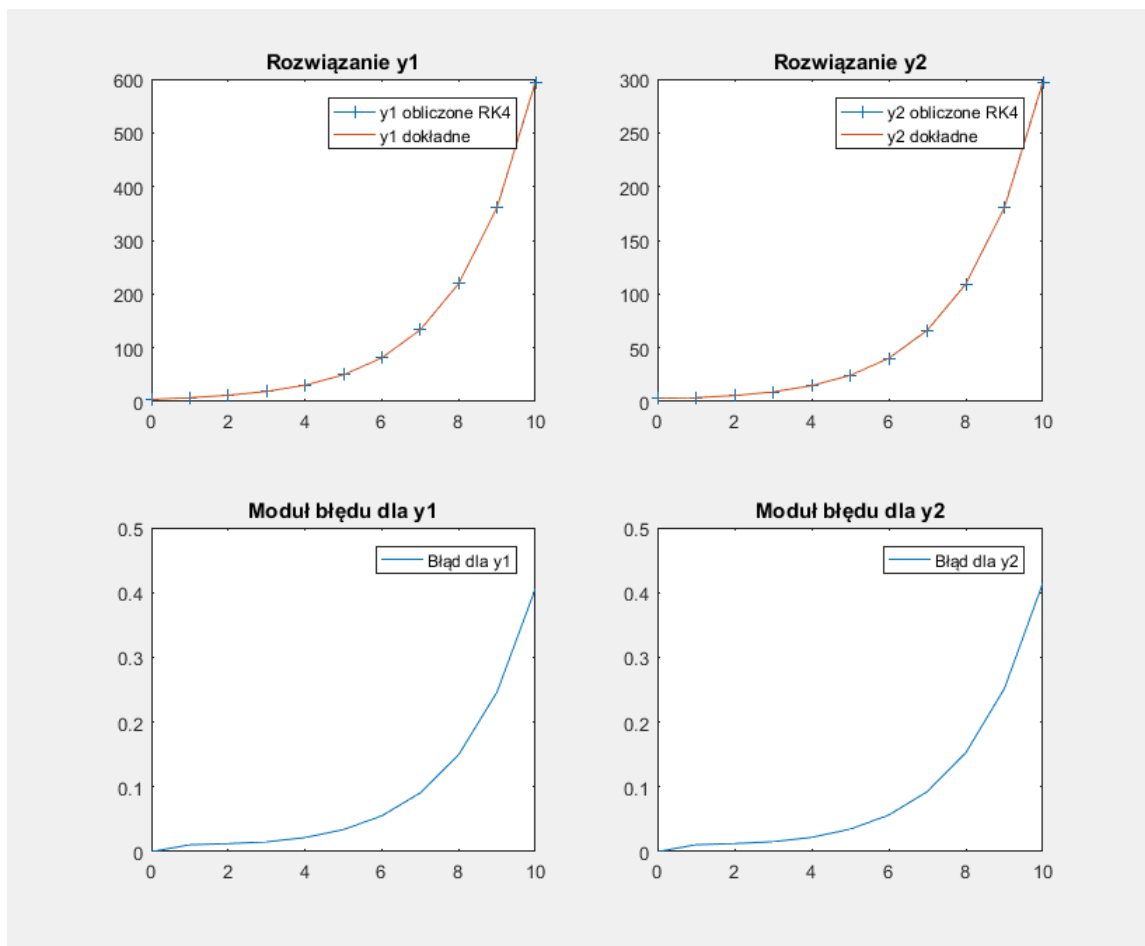 Rozwiązanie y1
600
500
400
300
200
100
0
y1 obliczone RK4
y1 dokładne
0 2 4 6 8 10
Rozwiązanie y2
300
250
200
150
100
50
0
y2 obliczone RK4
y2 dokładne
0 2 4 6 8 10
Moduł błędu dla y1
0.5
0.4
0.3
0.2
0.1
0
Błąd dla y1
0 2 4 6 8 10
Moduł błędu dla y2
0.5
0.4
0.3
0.2
0.1
0
Błąd dla y2
0 2 4 6 8 10